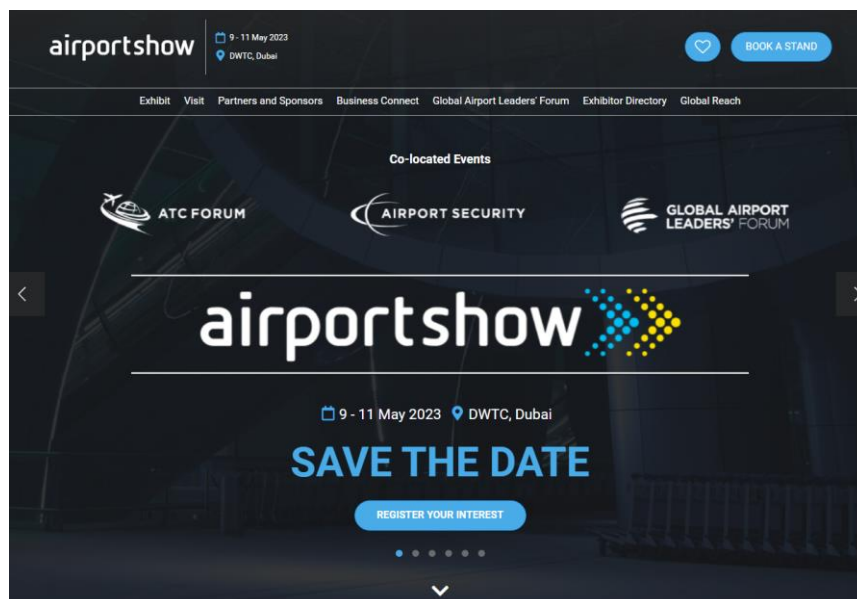 airportshow
9 - 11 May 2023
DWTC, Dubai
BOOK A STAND
Exhibit Visit Partners and Sponsors Business Connect Global Airport Leaders' Forum Exhibitor Directory Global Reach
Co-located Events
ATC FORUM
AIRPORT SECURITY
GLOBAL AIRPORT
LEADERS' FORUM
airportshow
9 - 11 May 2023 DWTC, Dubai
SAVE THE DATE
REGISTER YOUR INTEREST